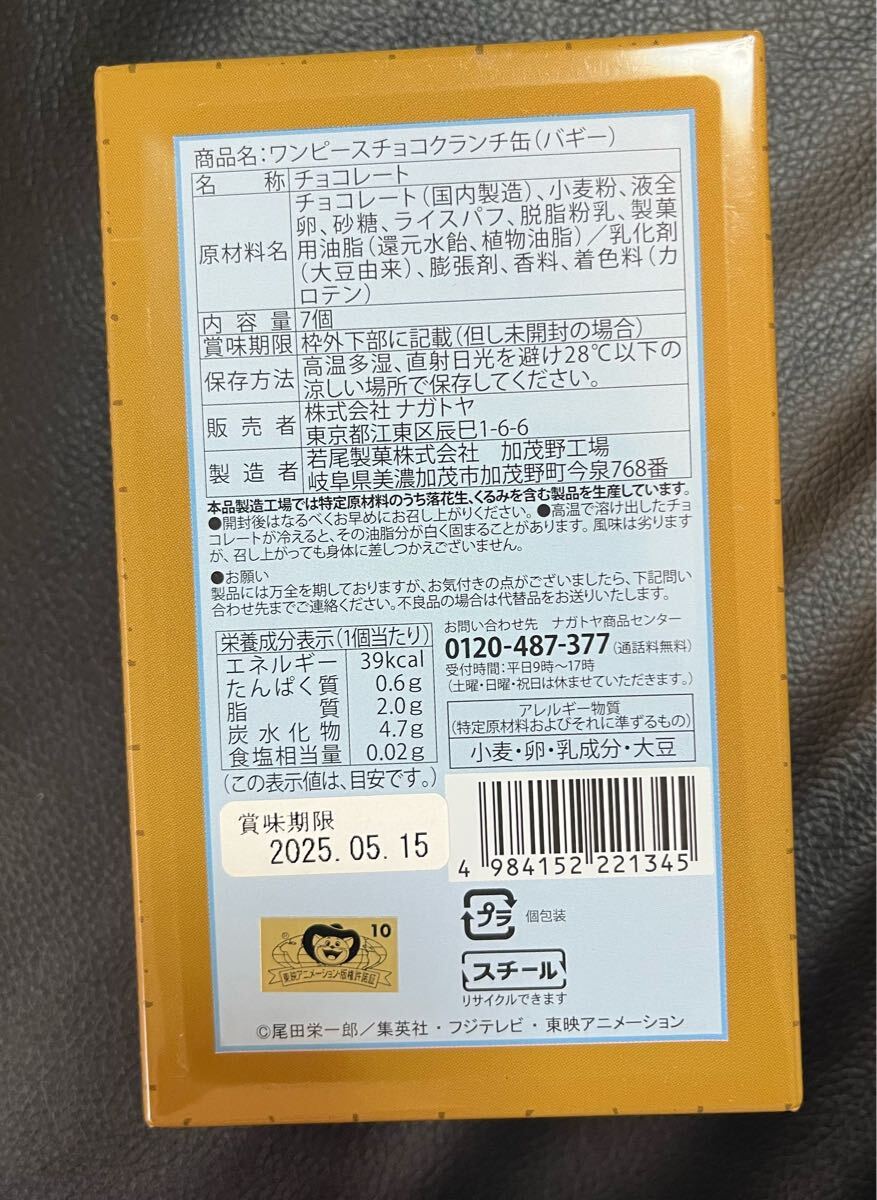 商品名:ワンピースチョコクランチ缶(バギー)
名称 チョコレート
原材料名 チョコレート(国内製造)、小麦粉、液全
卵、砂糖、ライスパフ、脱脂粉乳、製菓
用油脂(還元水飴、植物油脂)/乳化剤
(大豆由来)、膨張剤、香料、着色料(カ
ロテン)
内容量 7個
賞味期限 枠外下部に記載(但し未開封の場合)
保存方法 高温多湿、直射日光を避け28℃以下の
涼しい場所で保存してください。
販売者 株式会社 ナガトヤ
東京都江東区辰巳1-6-6
製造者 若尾製菓株式会社 加茂野工場
岐阜県美濃加茂市加茂野町今泉768番
本品製造工場では特定原材料のうち落花生、くるみを含む製品を生産しています。
●開封後はなるべくお早めにお召し上がりください。●高温で溶け出したチョ
コレートが冷えると、その油脂分が白く固まることがあります。風味は劣ります
が、召し上がっても身体に差しつかえございません。
●お願い
製品には万全を期しておりますが、お気付きの点がございましたら、下記問い
合わせ先までご連絡ください。不良品の場合は代替品をお送りいたします。
栄養成分表示(1個当たり)
エネルギー 39kcal
たんぱく質 0.6g
脂質 2.0g
炭水化物 4.7g
食塩相当量 0.02g
(この表示値は、目安です。)
お問い合わせ先 ナガトヤ商品センター
0120-487-377(通話料無料)
受付時間:平日9時～17時
(土曜・日曜・祝日は休ませていただきます。)
アレルギー物質
(特定原材料およびそれに準ずるもの)
小麦・卵・乳成分・大豆
賞味期限
2025.05.15
4 984152 221345
プラ 個包装
スチール
リサイクルできます
10
東映アニメーション・版権許諾証
©尾田栄一郎/集英社・フジテレビ・東映アニメーション